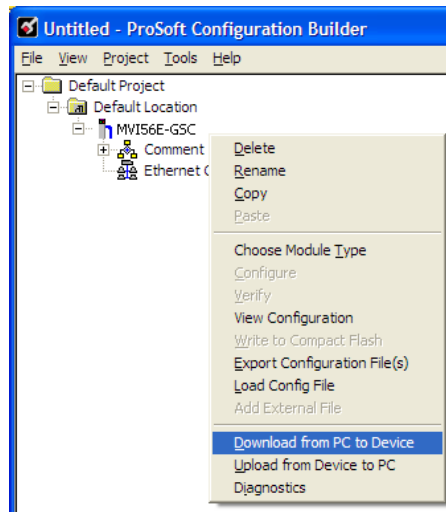 Untitled - ProSoft Configuration Builder
File View Project Tools Help
Default Project
Default Location
MVI56E-GSC
Comment
Ethernet
Delete
Rename
Copy
Paste
Choose Module Type
Configure
Verify
View Configuration
Write to Compact Flash
Export Configuration File(s)
Load Config File
Add External File
Download from PC to Device
Upload from Device to PC
Diagnostics